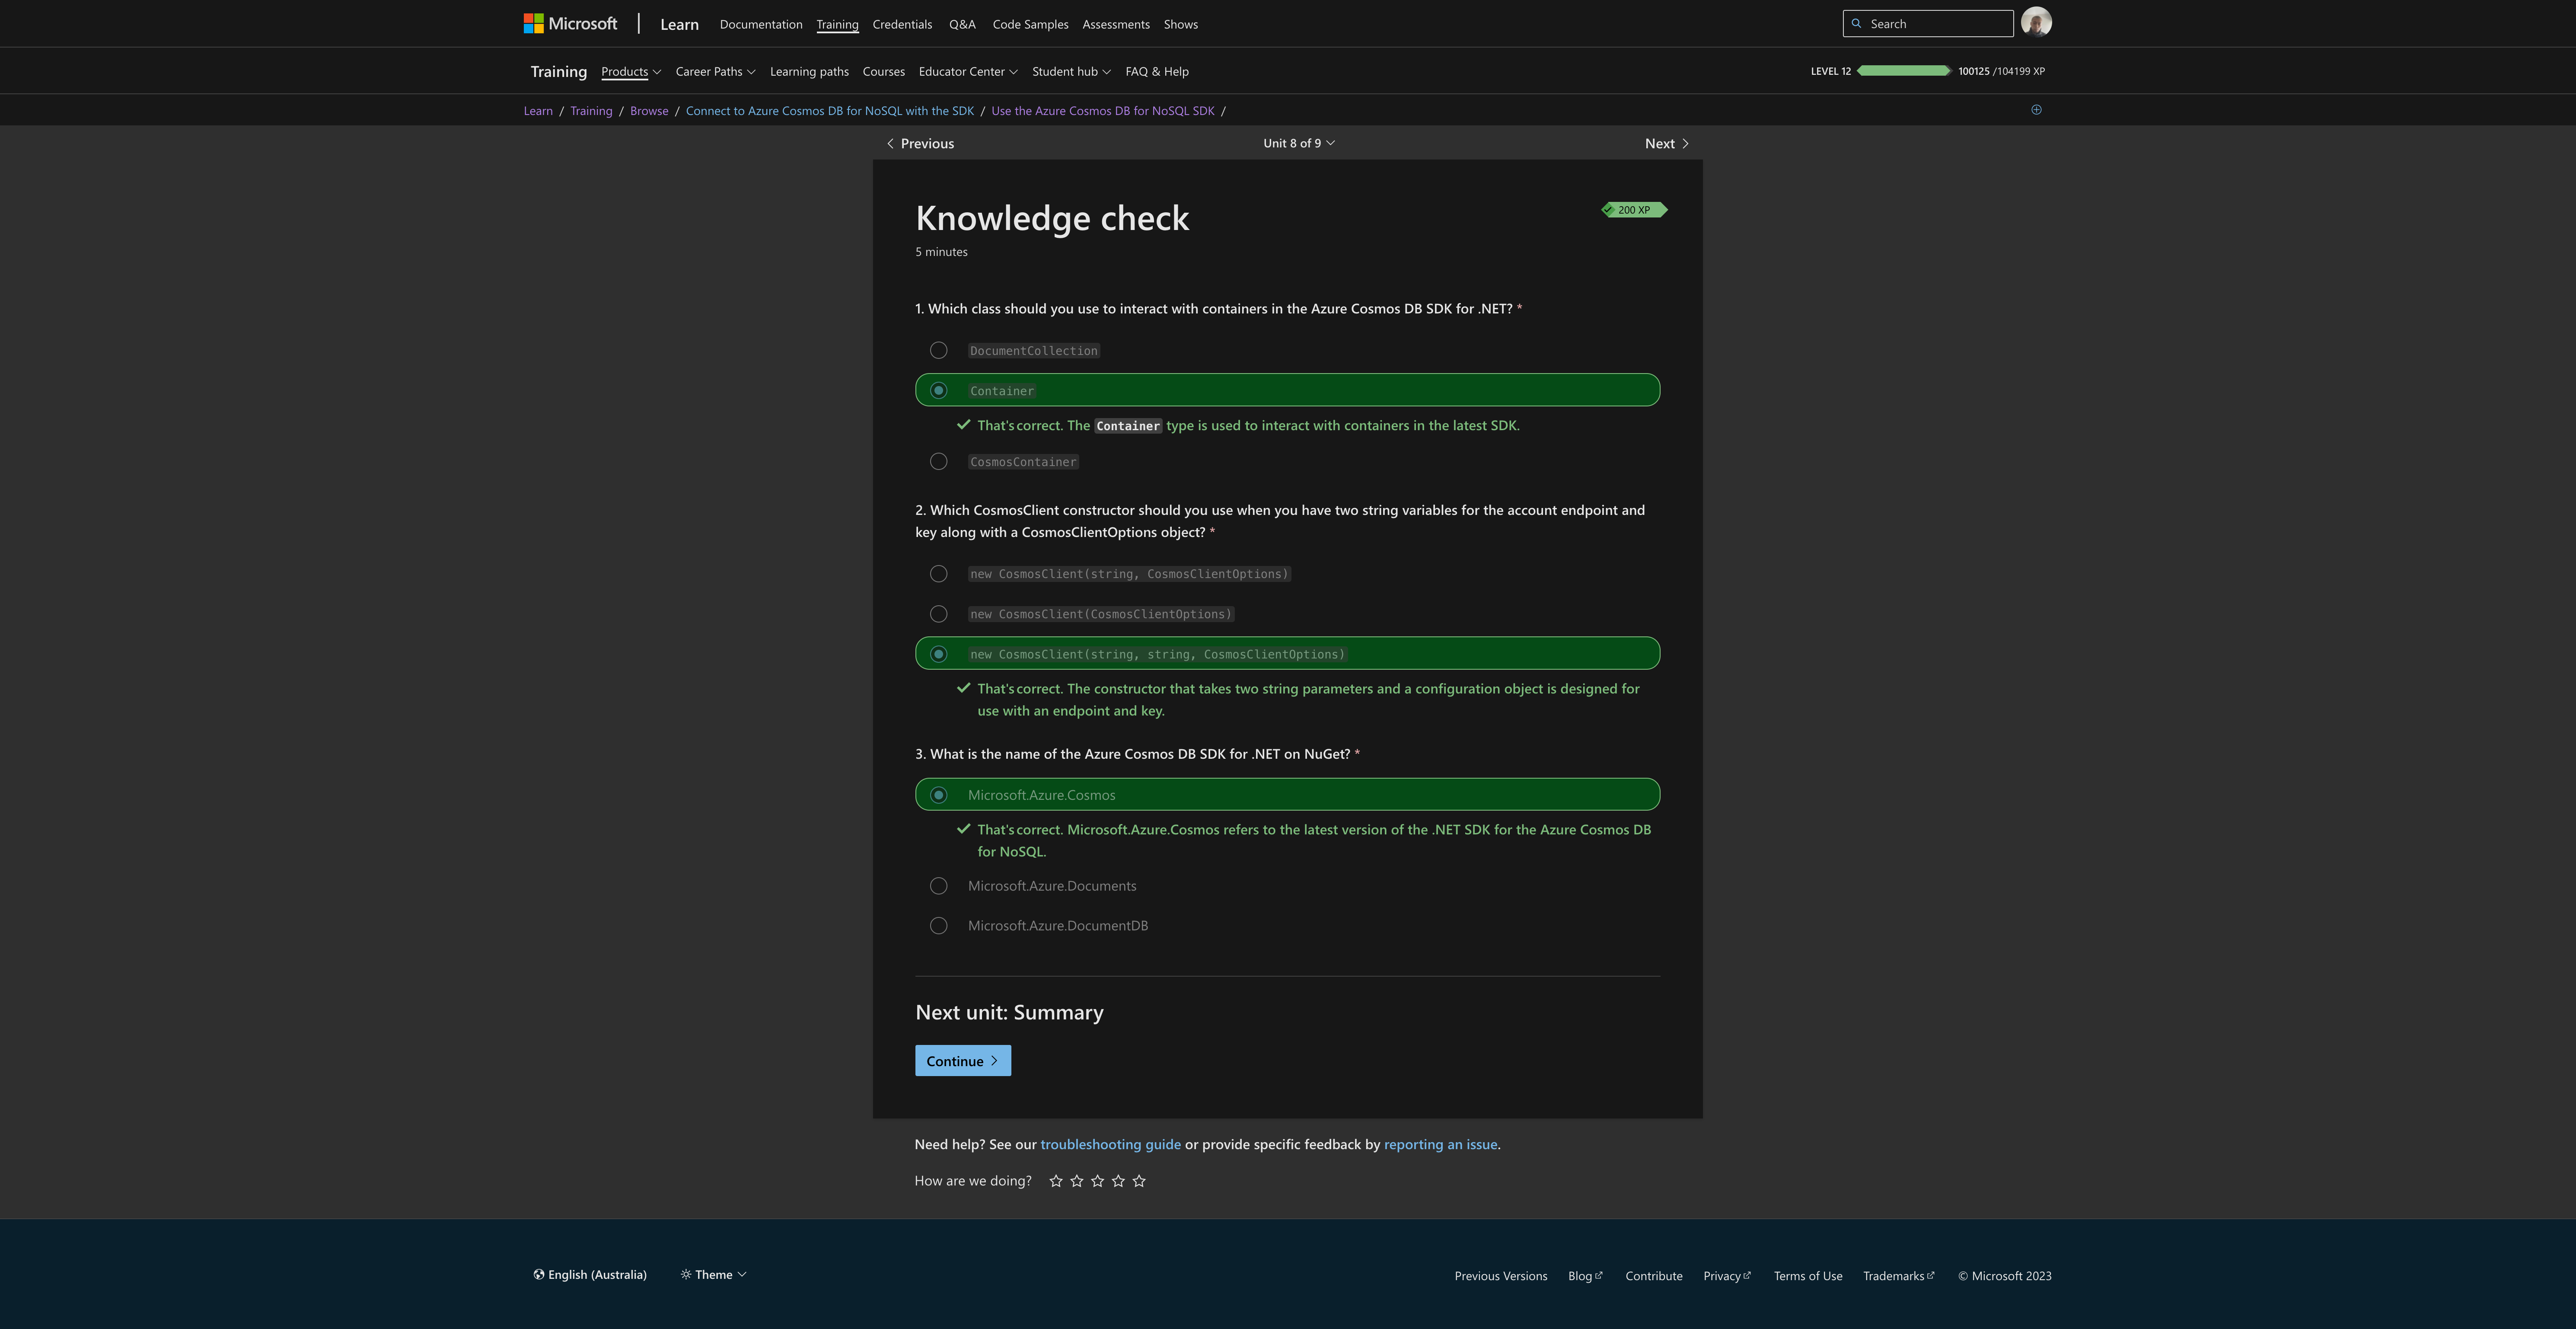 Microsoft | Learn Documentation Training Credentials Q&A Code Samples Assessments Shows Search
Training Products Career Paths Learning paths Courses Educator Center Student hub FAQ & Help LEVEL 12 100125 /104199 XP
Learn / Training / Browse / Connect to Azure Cosmos DB for NoSQL with the SDK / Use the Azure Cosmos DB for NoSQL SDK /
Previous Unit 8 of 9 Next
Knowledge check
200 XP
5 minutes
1. Which class should you use to interact with containers in the Azure Cosmos DB SDK for .NET? *
DocumentCollection
Container
That's correct. The Container type is used to interact with containers in the latest SDK.
CosmosContainer
2. Which CosmosClient constructor should you use when you have two string variables for the account endpoint and
key along with a CosmosClientOptions object? *
new CosmosClient(string, CosmosClientOptions)
new CosmosClient(CosmosClientOptions)
new CosmosClient(string, string, CosmosClientOptions)
That's correct. The constructor that takes two string parameters and a configuration object is designed for
use with an endpoint and key.
3. What is the name of the Azure Cosmos DB SDK for .NET on NuGet? *
Microsoft.Azure.Cosmos
That's correct. Microsoft.Azure.Cosmos refers to the latest version of the .NET SDK for the Azure Cosmos DB
for NoSQL.
Microsoft.Azure.Documents
Microsoft.Azure.DocumentDB
Next unit: Summary
Continue
Need help? See our troubleshooting guide or provide specific feedback by reporting an issue.
How are we doing?
English (Australia) Theme Previous Versions Blog Contribute Privacy Terms of Use Trademarks © Microsoft 2023